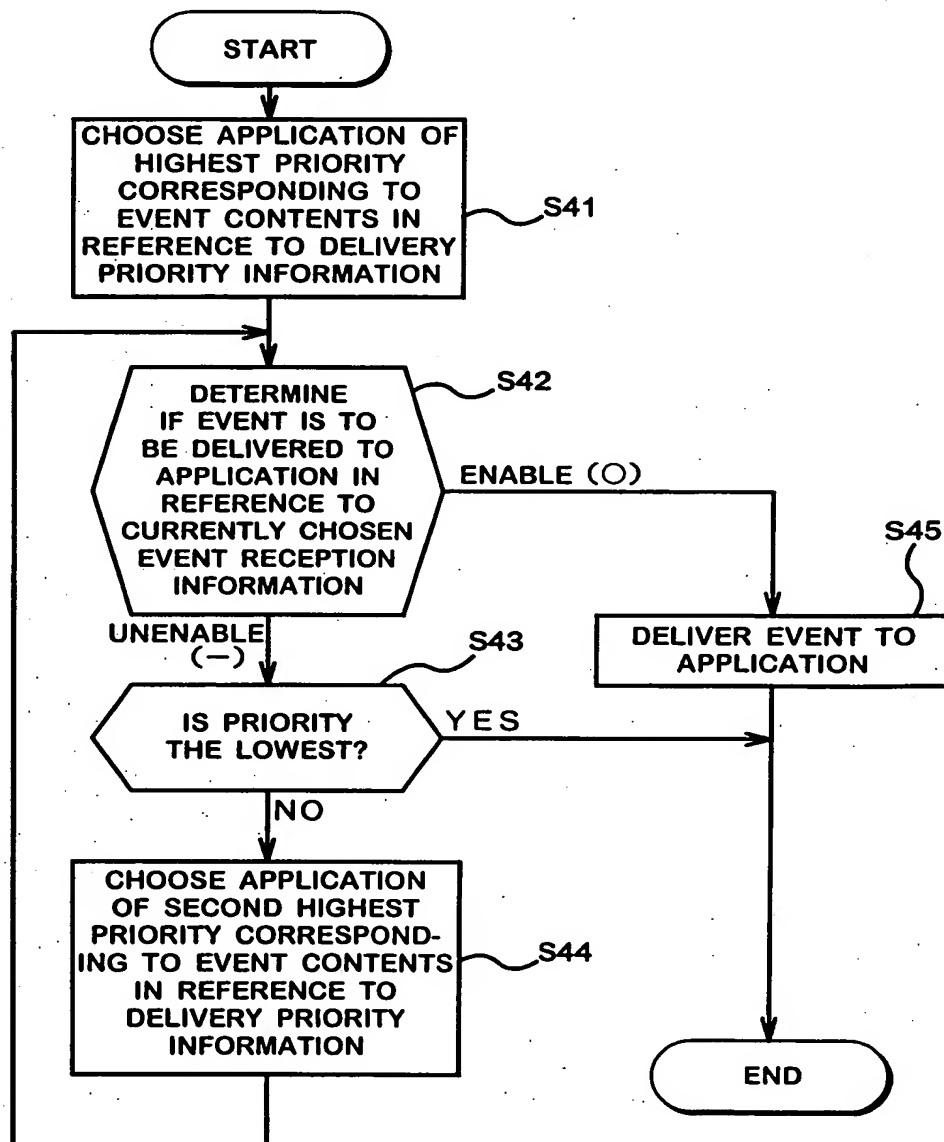 START
CHOOSE APPLICATION OF
HIGHEST PRIORITY
CORRESPONDING TO
EVENT CONTENTS IN
REFERENCE TO DELIVERY
PRIORITY INFORMATION
S41
DETERMINE
IF EVENT IS TO
BE DELIVERED TO
APPLICATION IN
REFERENCE TO
CURRENTLY CHOSEN
EVENT RECEPTION
INFORMATION
S42
ENABLE (○)
UNENABLE
(—)
S45
DELIVER EVENT TO
APPLICATION
S43
IS PRIORITY
THE LOWEST?
YES
NO
CHOOSE APPLICATION
OF SECOND HIGHEST
PRIORITY CORRESPOND-
ING TO EVENT CONTENTS
IN REFERENCE TO
DELIVERY PRIORITY
INFORMATION
S44
END